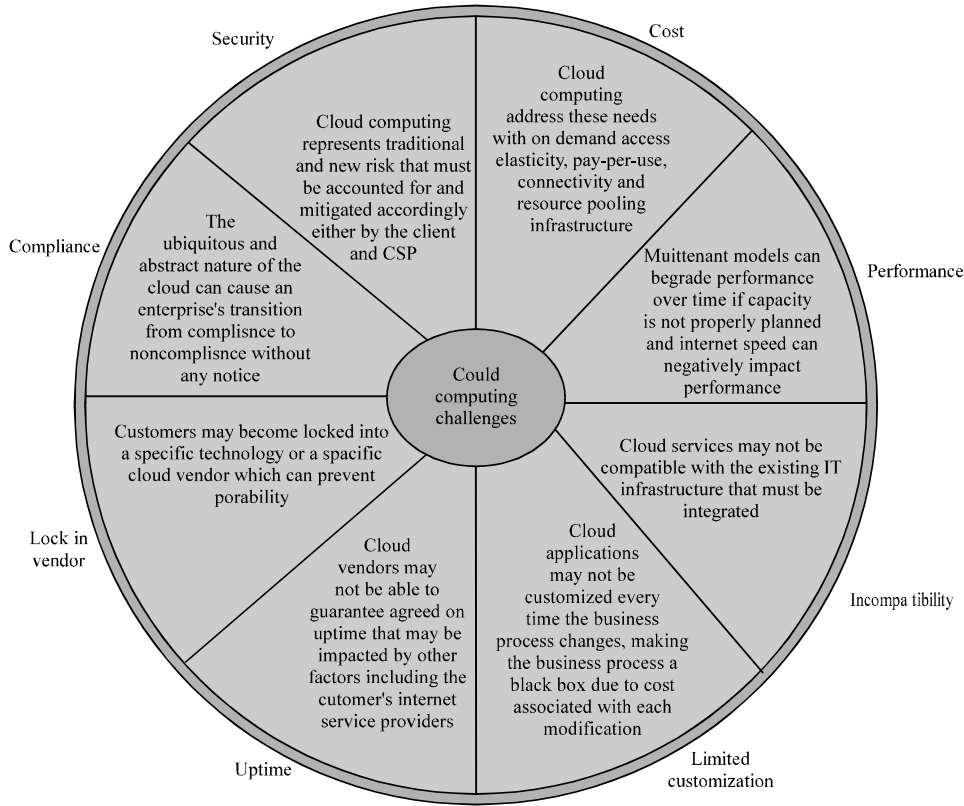 Security
Cost
Cloud computing
represents traditional
and new risk that must
be accounted for and
mitigated accordingly
either by the client
and CSP
Cloud
computing
address these needs
with on demand access
elasticity, pay-per-use,
connectivity and
resource pooling
infrastructure
Compliance
The
ubiquitous and
abstract nature of the
cloud can cause an
enterprise's transition
from complisnce to
noncomplisnce without
any notice
Performance
Muittenant models can
begrade performance
over time if capacity
is not properly planned
and internet speed can
negatively impact
performance
Could
computing
challenges
Customers may become locked into
a specific technology or a spacific
cloud vendor which can prevent
porability
Lock in
vendor
Cloud services may not be
compatible with the existing IT
infrastructure that must be
integrated
Incompa tibility
Cloud
vendors may
not be able to
guarantee agreed on
uptime that may be
impacted by other
factors including the
cutomer's internet
service providers
Uptime
Cloud
applications
may not be
customized every
time the business
process changes, making
the business process a
black box due to cost
associated with each
modification
Limited
customization